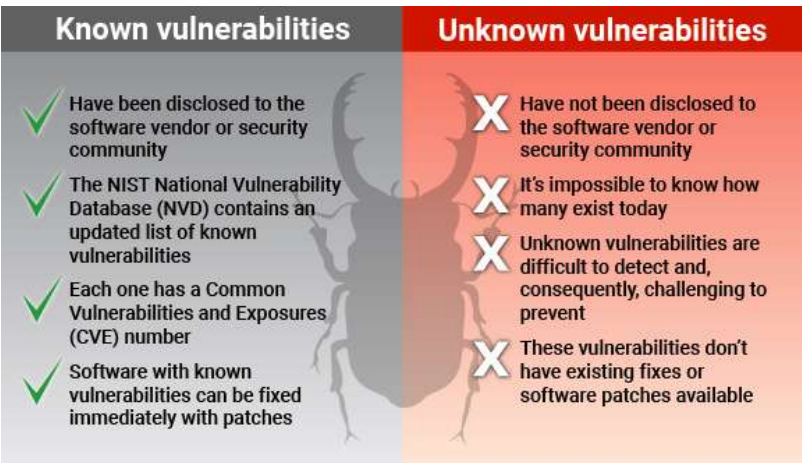 Known vulnerabilities
Have been disclosed to the
software vendor or security
community
The NIST National Vulnerability
Database (NVD) contains an
updated list of known
vulnerabilities
Each one has a Common
Vulnerabilities and Exposures
(CVE) number
Software with known
vulnerabilities can be fixed
immediately with patches
Unknown vulnerabilities
Have not been disclosed to
the software vendor or
security community
It's impossible to know how
many exist today
Unknown vulnerabilities are
difficult to detect and,
consequently, challenging to
prevent
These vulnerabilities don't
have existing fixes or
software patches available